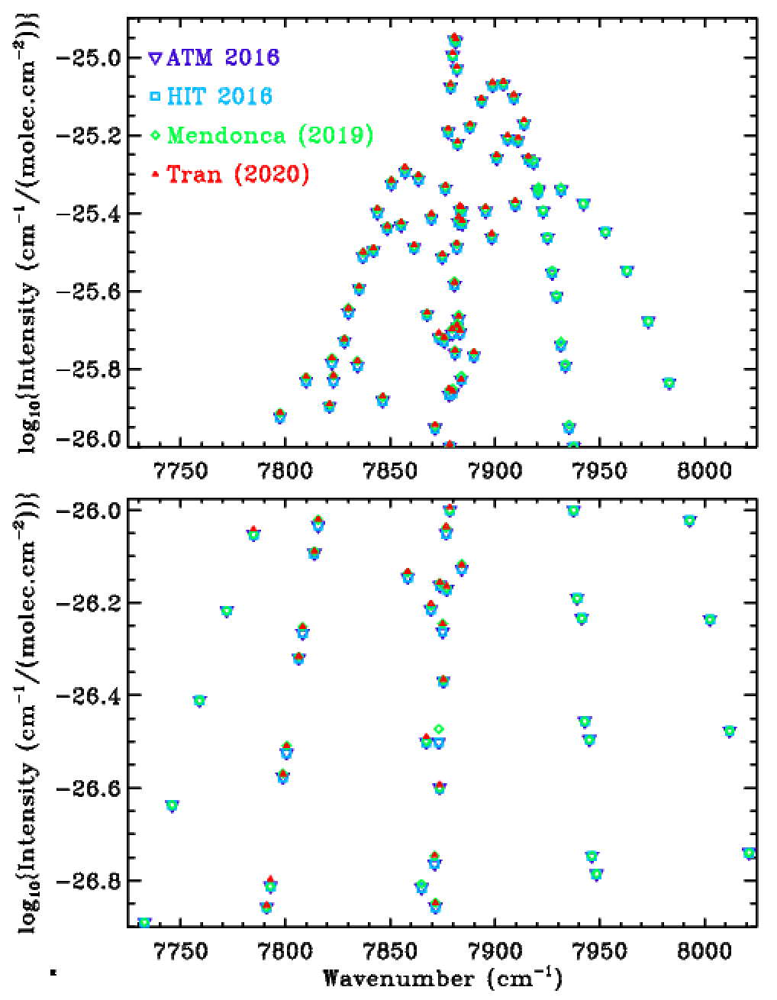 log₁₀{Intensity (cm⁻¹/(molec.cm⁻²))}
−25.0
−25.2
−25.4
−25.6
−25.8
−26.0
ATM 2016
HIT 2016
Mendonca (2019)
Tran (2020)
7750 7800 7850 7900 7950 8000
log₁₀{Intensity (cm⁻¹/(molec.cm⁻²))}
−26.0
−26.2
−26.4
−26.6
−26.8
7750 7800 7850 7900 7950 8000
Wavenumber (cm⁻¹)